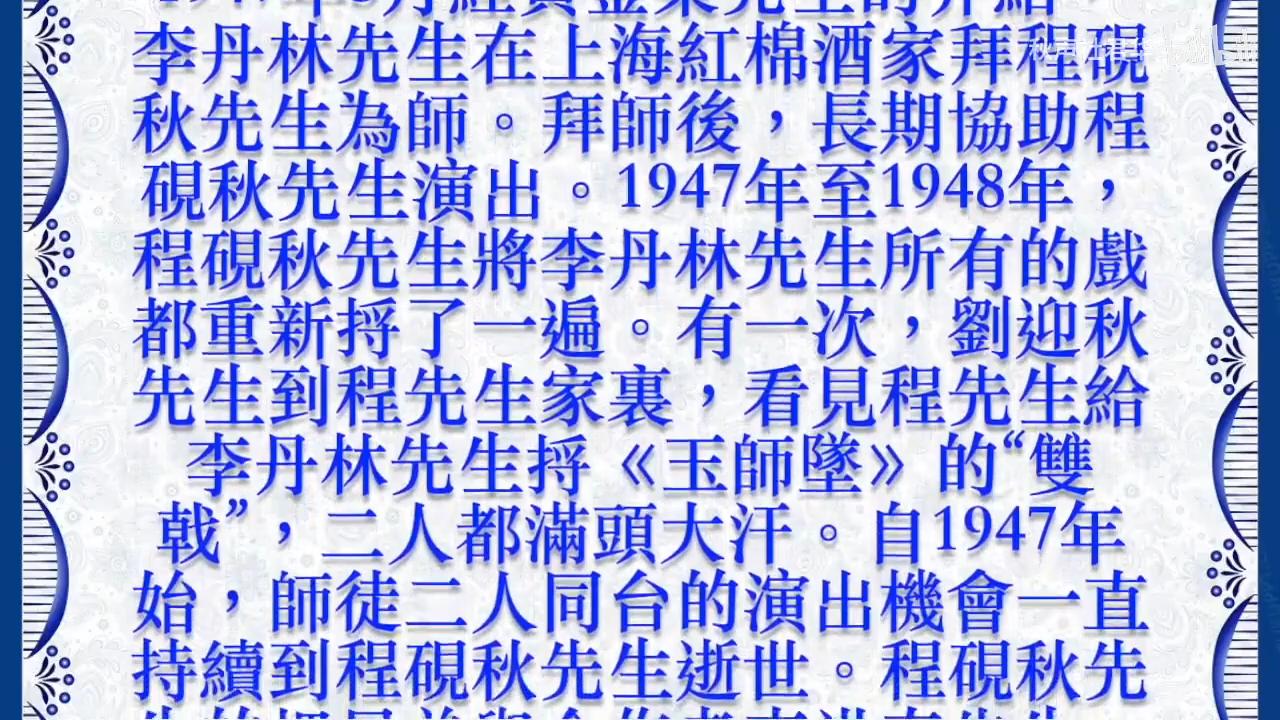 李丹林先生在上海紅棉酒家拜程硯
秋先生為師。拜師後，長期協助程
硯秋先生演出。1947年至1948年，
程硯秋先生將李丹林先生所有的戲
都重新捋了一遍。有一次，劉迎秋
先生到程先生家裏，看見程先生給
李丹林先生捋《玉師墜》的“雙
戟”，二人都滿頭大汗。自1947年
始，師徒二人同台的演出機會一直
持續到程硯秋先生逝世。程硯秋先